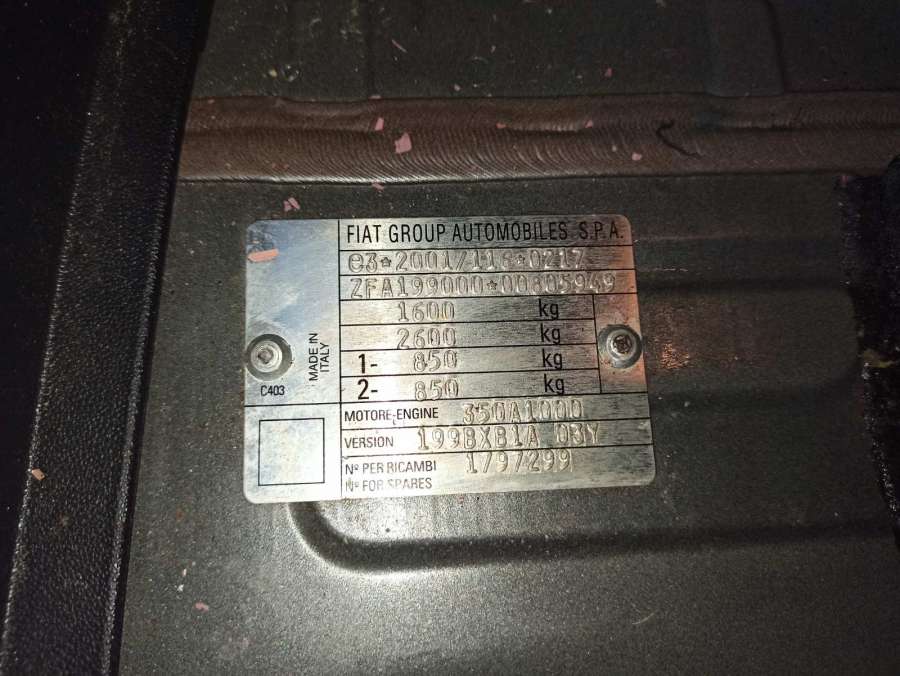 FIAT GROUP AUTOMOBILES S.P.A.
e3*2001/116*0217
ZFA199000*00805949
1600 kg
2600 kg
1- 850 kg
2- 850 kg
MADE IN ITALY
C403
MOTORE-ENGINE 350A1000
VERSION 199BXB1A 03Y
Nº PER RICAMBI 1797299
Nº FOR SPARES